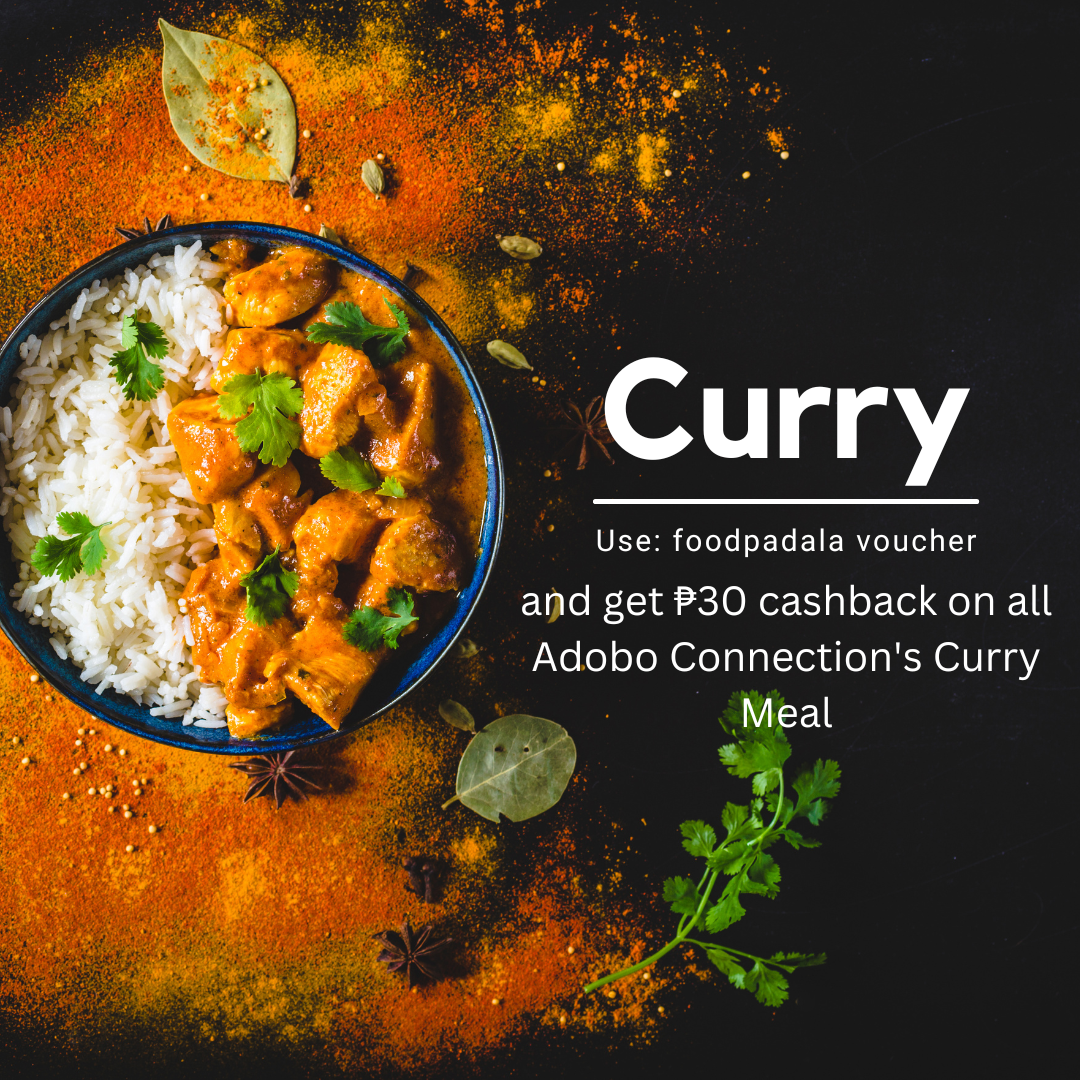 Curry
Use: foodpadala voucher
and get ₱30 cashback on all
Adobo Connection's Curry
Meal